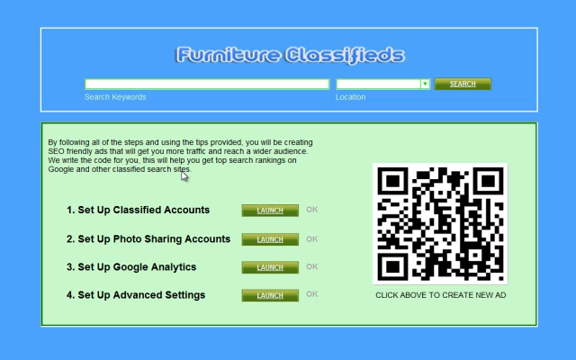 Furniture Classifieds
SEARCH
Search Keywords
Location
By following all of the steps and using the tips provided, you will be creating
SEO friendly ads that will get you more traffic and reach a wider audience.
We write the code for you, this will help you get top search rankings on
Google and other classified search sites.
1. Set Up Classified Accounts LAUNCH OK
2. Set Up Photo Sharing Accounts LAUNCH OK
3. Set Up Google Analytics LAUNCH OK
4. Set Up Advanced Settings LAUNCH OK
CLICK ABOVE TO CREATE NEW AD